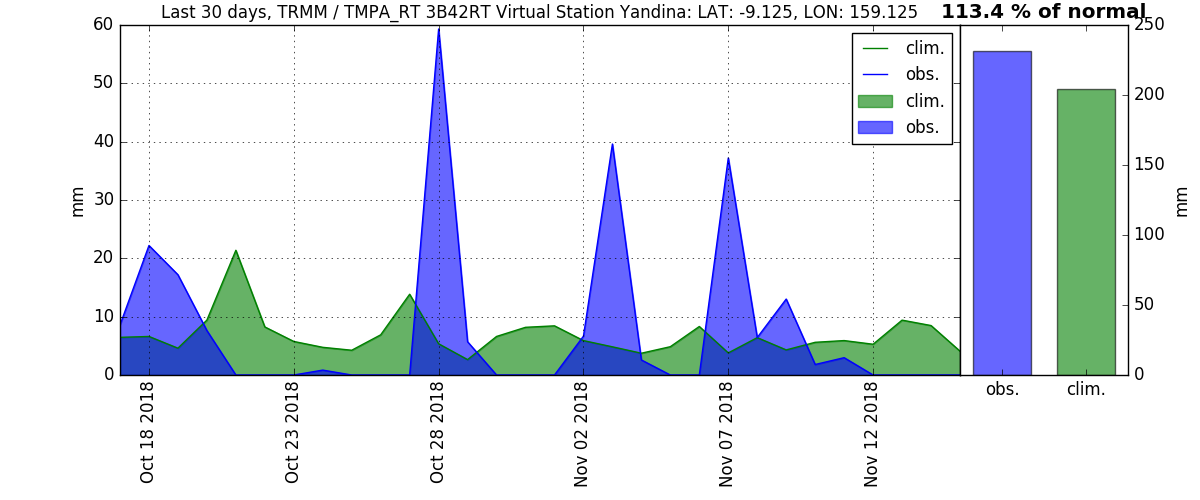 Last 30 days, TRMM / TMPA_RT 3B42RT Virtual Station Yandina: LAT: -9.125, LON: 159.125
113.4 % of normal
60
50
40
30
20
10
0
mm
clim.
obs.
clim.
obs.
Oct 18 2018
Oct 23 2018
Oct 28 2018
Nov 02 2018
Nov 07 2018
Nov 12 2018
250
200
150
100
50
0
mm
obs.
clim.